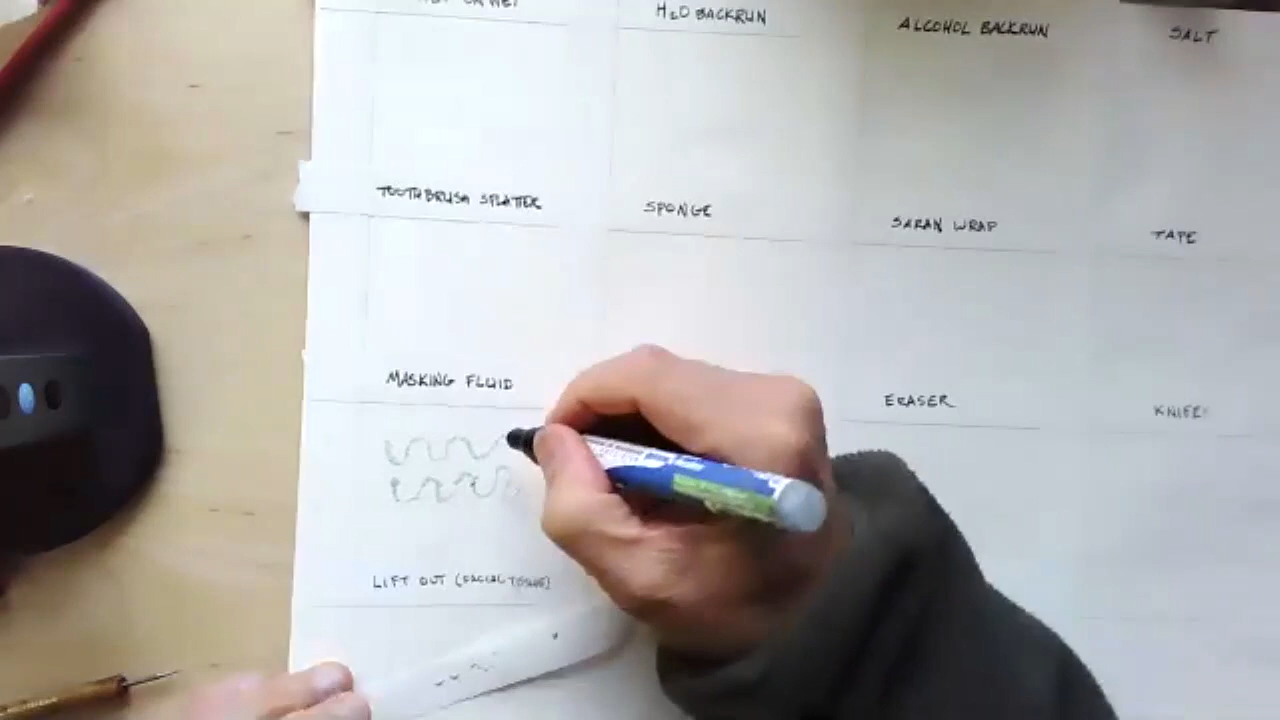 H2O BACKRUN
ALCOHOL BACKRUN
SALT
TOOTHBRUSH SPLATTER
SPONGE
SARAN WRAP
TAPE
MASKING FLUID
ERASER
KNIFE
LIFT OUT (FACIAL TISSUE)